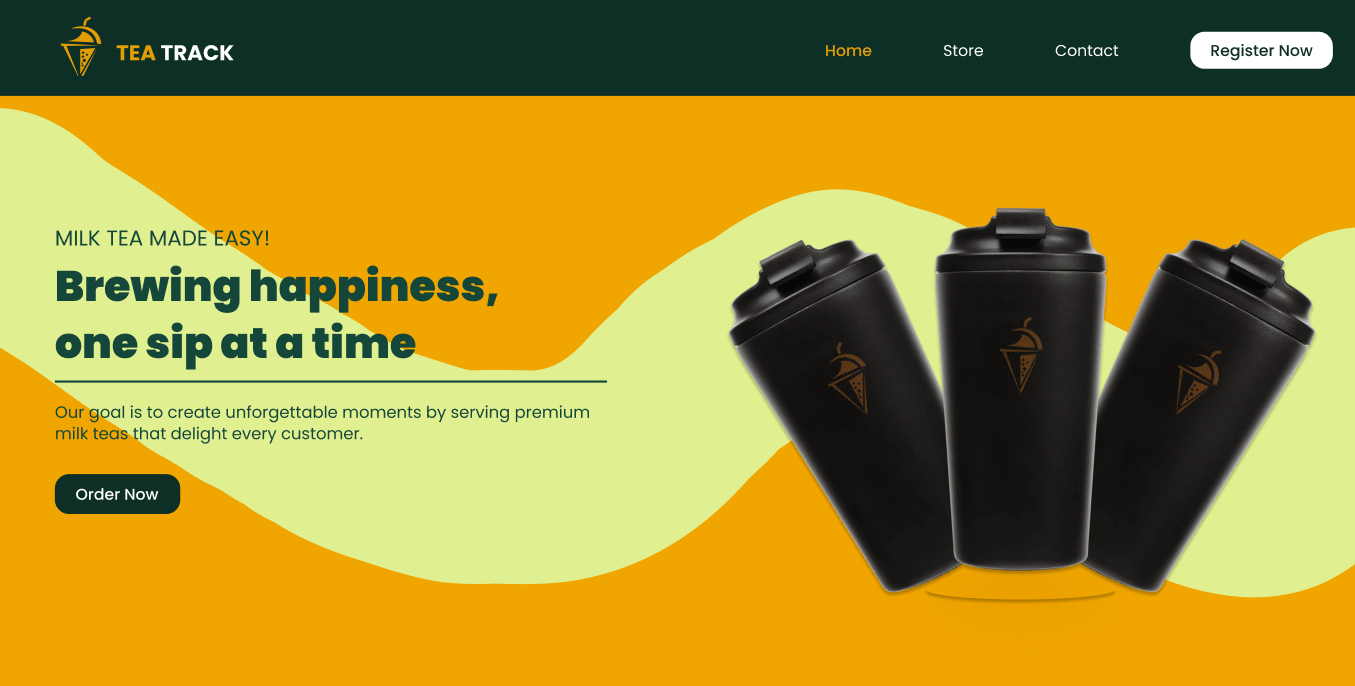 TEA TRACK
Home
Store
Contact
Register Now
MILK TEA MADE EASY!
Brewing happiness,
one sip at a time
Our goal is to create unforgettable moments by serving premium
milk teas that delight every customer.
Order Now